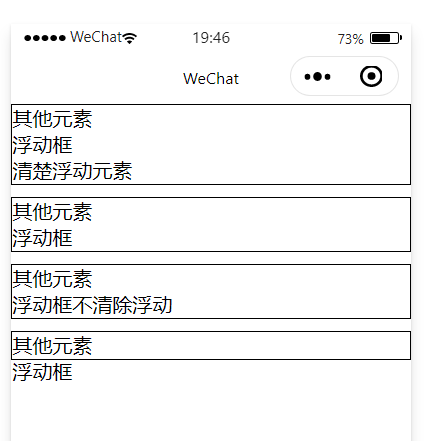 WeChat 19:46 73%
WeChat
其他元素
浮动框
清楚浮动元素
其他元素
浮动框
其他元素
浮动框不清除浮动
其他元素
浮动框